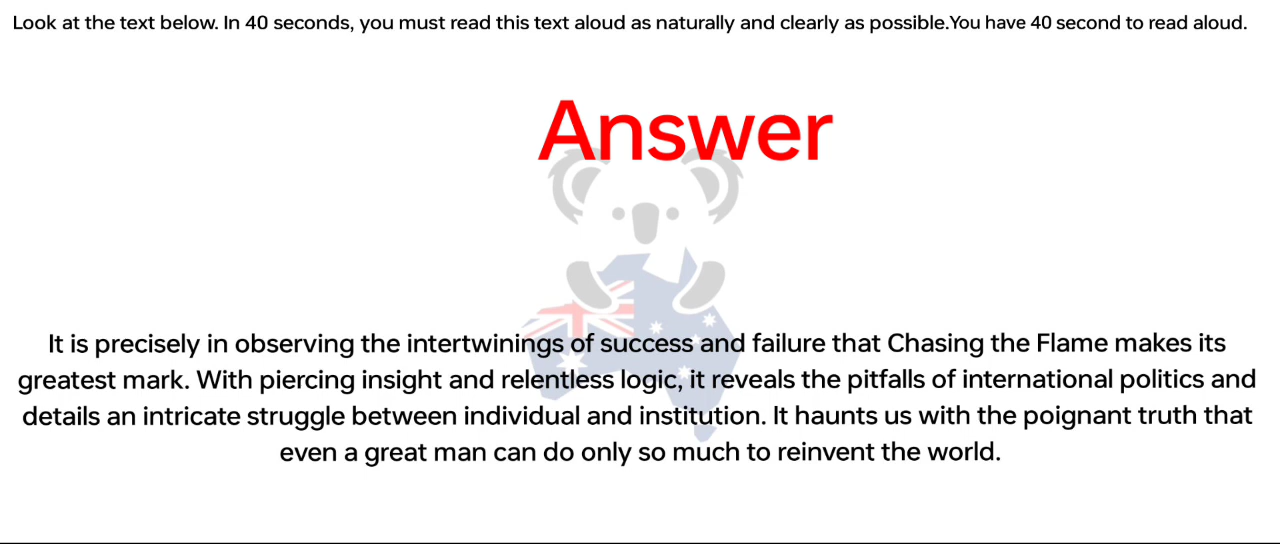 Look at the text below. In 40 seconds, you must read this text aloud as naturally and clearly as possible.You have 40 second to read aloud.
Answer
It is precisely in observing the intertwinings of success and failure that Chasing the Flame makes its
greatest mark. With piercing insight and relentless logic, it reveals the pitfalls of international politics and
details an intricate struggle between individual and institution. It haunts us with the poignant truth that
even a great man can do only so much to reinvent the world.